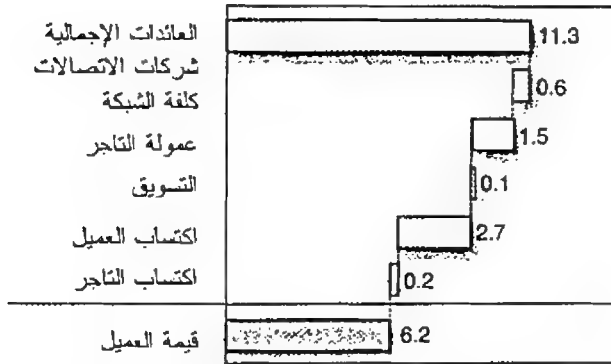 العائدات الإجمالية 11.3
شركات الاتصالات
كلفة الشبكة 0.6
عمولة التاجر 1.5
التسويق 0.1
اكتساب العميل 2.7
اكتساب التاجر 0.2
قيمة العميل 6.2